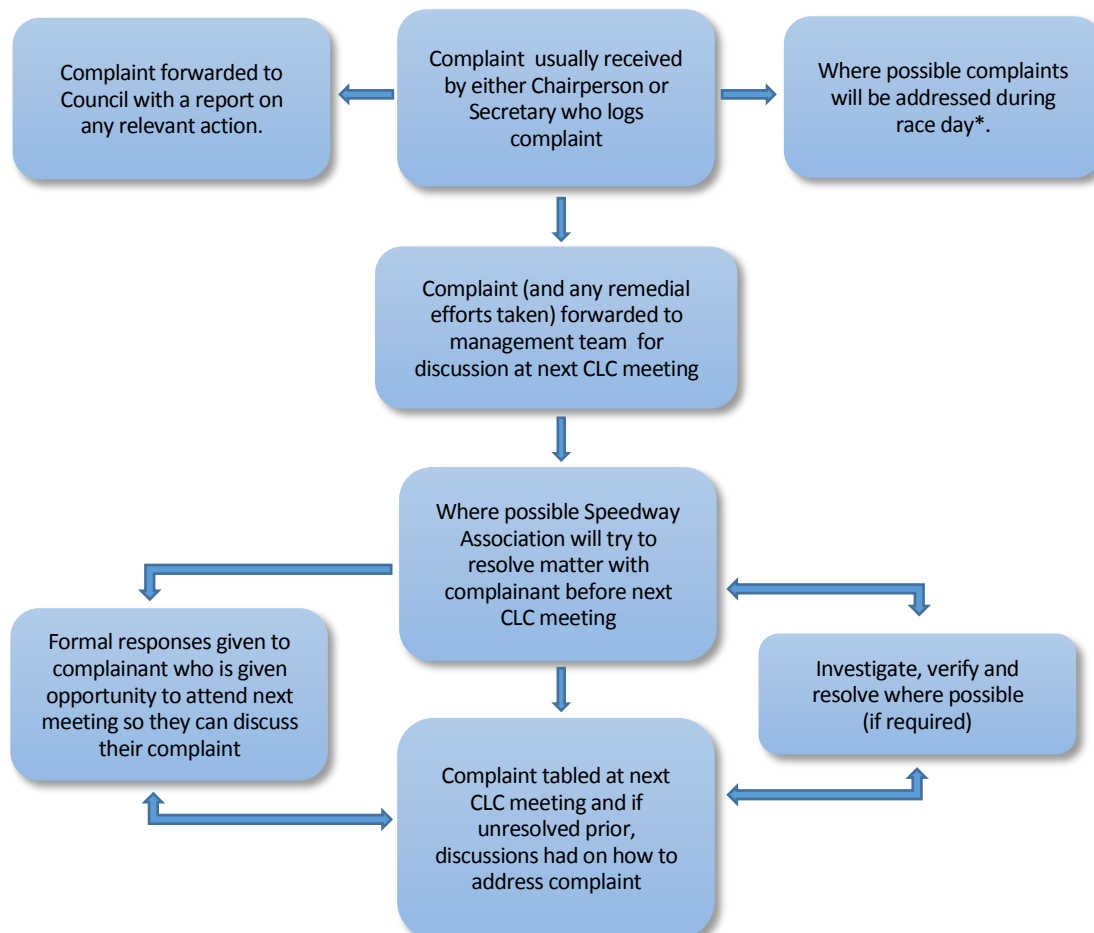 Complaint forwarded to
Council with a report on
any relevant action.
Complaint usually received
by either Chairperson or
Secretary who logs
complaint
Where possible complaints
will be addressed during
race day*.
Complaint (and any remedial
efforts taken) forwarded to
management team for
discussion at next CLC meeting
Where possible Speedway
Association will try to
resolve matter with
complainant before next
CLC meeting
Formal responses given to
complainant who is given
opportunity to attend next
meeting so they can discuss
their complaint
Investigate, verify and
resolve where possible
(if required)
Complaint tabled at next
CLC meeting and if
unresolved prior,
discussions had on how to
address complaint